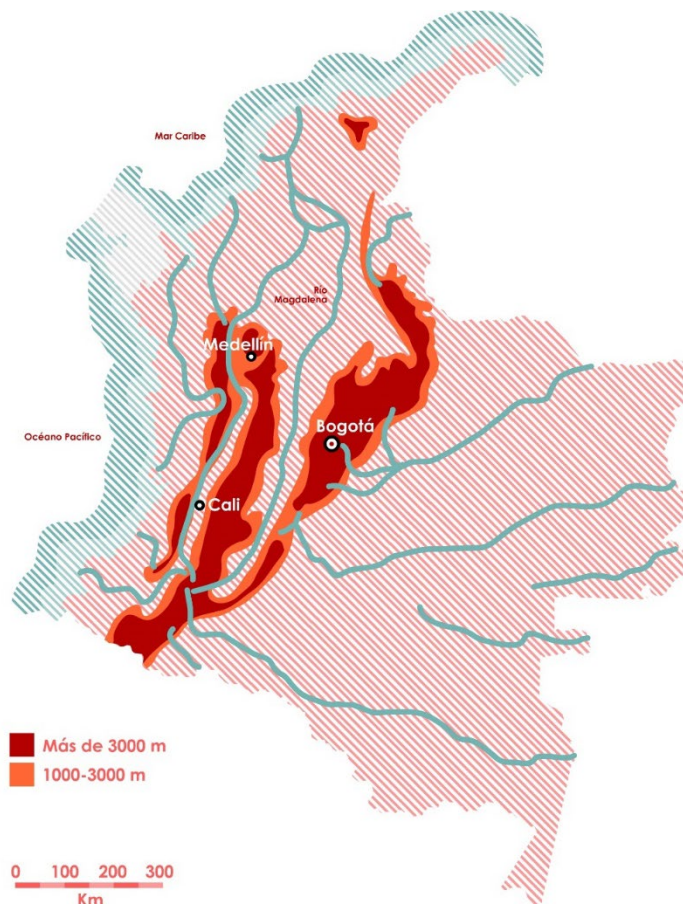 Mar Caribe
Río
Magdalena
Medellín
Bogotá
Océano Pacífico
Cali
Más de 3000 m
1000-3000 m
0 100 200 300
Km